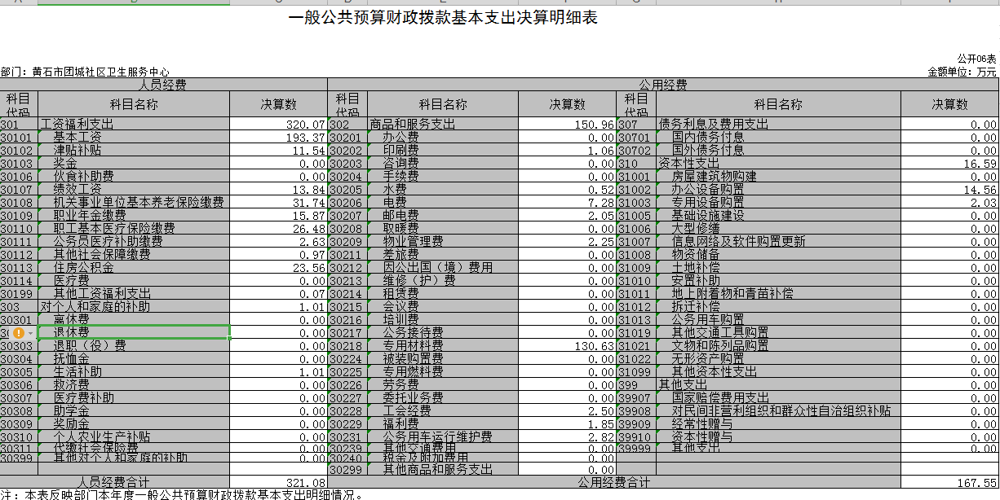 一般公共预算财政拨款基本支出决算明细表
公开06表
部门：黄石市团城社区卫生服务中心 金额单位：万元
人员经费 公用经费
科目代码 科目名称 决算数 科目代码 科目名称 决算数 科目代码 科目名称 决算数
301 工资福利支出 320.07 302 商品和服务支出 150.96 307 债务利息及费用支出 0.00
30101 基本工资 193.37 30201 办公费 0.00 30701 国内债务付息 0.00
30102 津贴补贴 11.54 30202 印刷费 1.06 30702 国外债务付息 0.00
30103 奖金 0.00 30203 咨询费 0.00 310 资本性支出 16.59
30106 伙食补助费 0.00 30204 手续费 0.00 31001 房屋建筑物购建 0.00
30107 绩效工资 13.84 30205 水费 0.52 31002 办公设备购置 14.56
30108 机关事业单位基本养老保险缴费 31.74 30206 电费 7.28 31003 专用设备购置 2.03
30109 职业年金缴费 15.87 30207 邮电费 2.05 31005 基础设施建设 0.00
30110 职工基本医疗保险缴费 26.48 30208 取暖费 0.00 31006 大型修缮 0.00
30111 公务员医疗补助缴费 2.63 30209 物业管理费 2.25 31007 信息网络及软件购置更新 0.00
30112 其他社会保障缴费 0.97 30211 差旅费 0.00 31008 物资储备 0.00
30113 住房公积金 23.56 30212 因公出国（境）费用 0.00 31009 土地补偿 0.00
30114 医疗费 0.00 30213 维修（护）费 0.00 31010 安置补助 0.00
30199 其他工资福利支出 0.07 30214 租赁费 0.00 31011 地上附着物和青苗补偿 0.00
303 对个人和家庭的补助 1.01 30215 会议费 0.00 31012 拆迁补偿 0.00
30301 离休费 0.00 30216 培训费 0.00 31013 公务用车购置 0.00
退休费 0.00 30217 公务接待费 0.00 31019 其他交通工具购置 0.00
30303 退职（役）费 0.00 30218 专用材料费 130.63 31021 文物和陈列品购置 0.00
30304 抚恤金 0.00 30224 被装购置费 0.00 31022 无形资产购置 0.00
30305 生活补助 1.01 30225 专用燃料费 0.00 31099 其他资本性支出 0.00
30306 救济费 0.00 30226 劳务费 0.00 399 其他支出 0.00
30307 医疗费补助 0.00 30227 委托业务费 0.00 39907 国家赔偿费用支出 0.00
30308 助学金 0.00 30228 工会经费 2.50 39908 对民间非营利组织和群众性自治组织补贴 0.00
30309 奖励金 0.00 30229 福利费 1.85 39909 经常性赠与 0.00
30310 个人农业生产补贴 0.00 30231 公务用车运行维护费 2.82 39910 资本性赠与 0.00
30311 代缴社会保险费 0.00 30239 其他交通费用 0.00 39999 其他支出 0.00
30399 其他对个人和家庭的补助 0.00 30240 税金及附加费用 0.00
30299 其他商品和服务支出 0.00
人员经费合计 321.08 公用经费合计 167.55
注：本表反映部门本年度一般公共预算财政拨款基本支出明细情况。